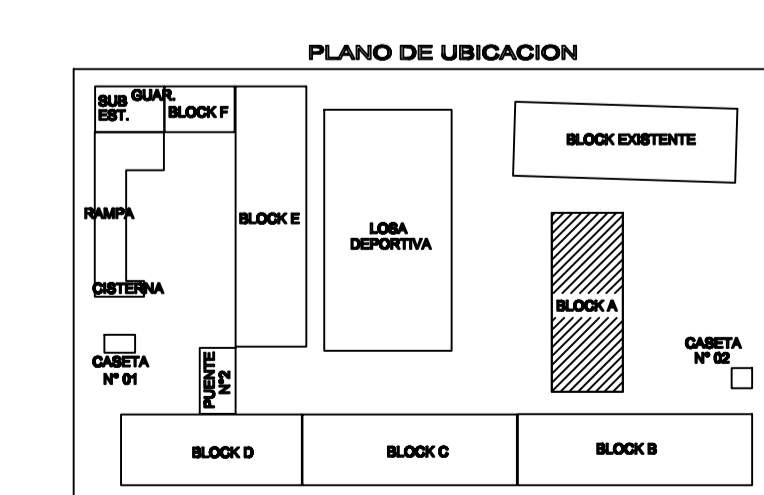 PLANO DE UBICACION
SUB
EST.
GUAR.
BLOCK F
BLOCK EXISTENTE
RAMPA
BLOCK E
LOSA
DEPORTIVA
CISTERNA
BLOCK A
CASETA
N° 01
PUENTE
N°2
CASETA
N° 02
BLOCK D
BLOCK C
BLOCK B